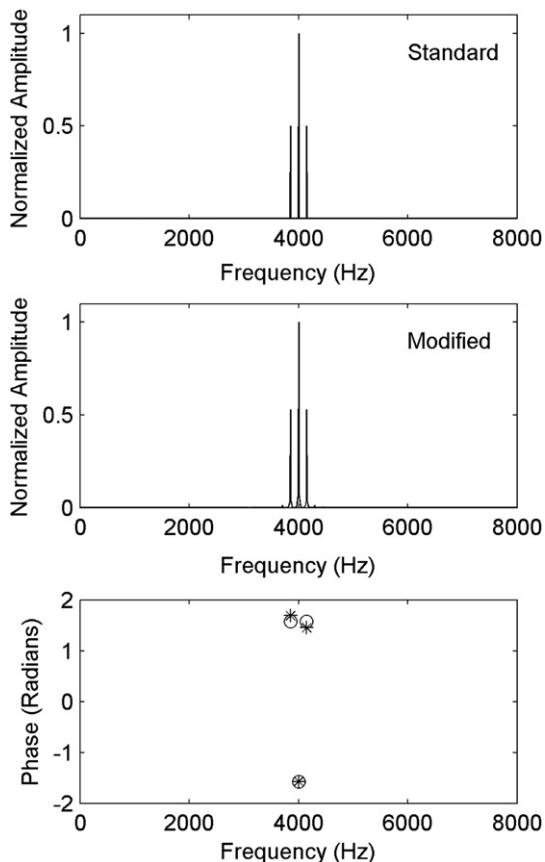 1
Standard
Normalized Amplitude
0.5
0
0 2000 4000 6000 8000
Frequency (Hz)
1
Modified
Normalized Amplitude
0.5
0
0 2000 4000 6000 8000
Frequency (Hz)
2
1
Phase (Radians)
0
-1
-2
0 2000 4000 6000 8000
Frequency (Hz)